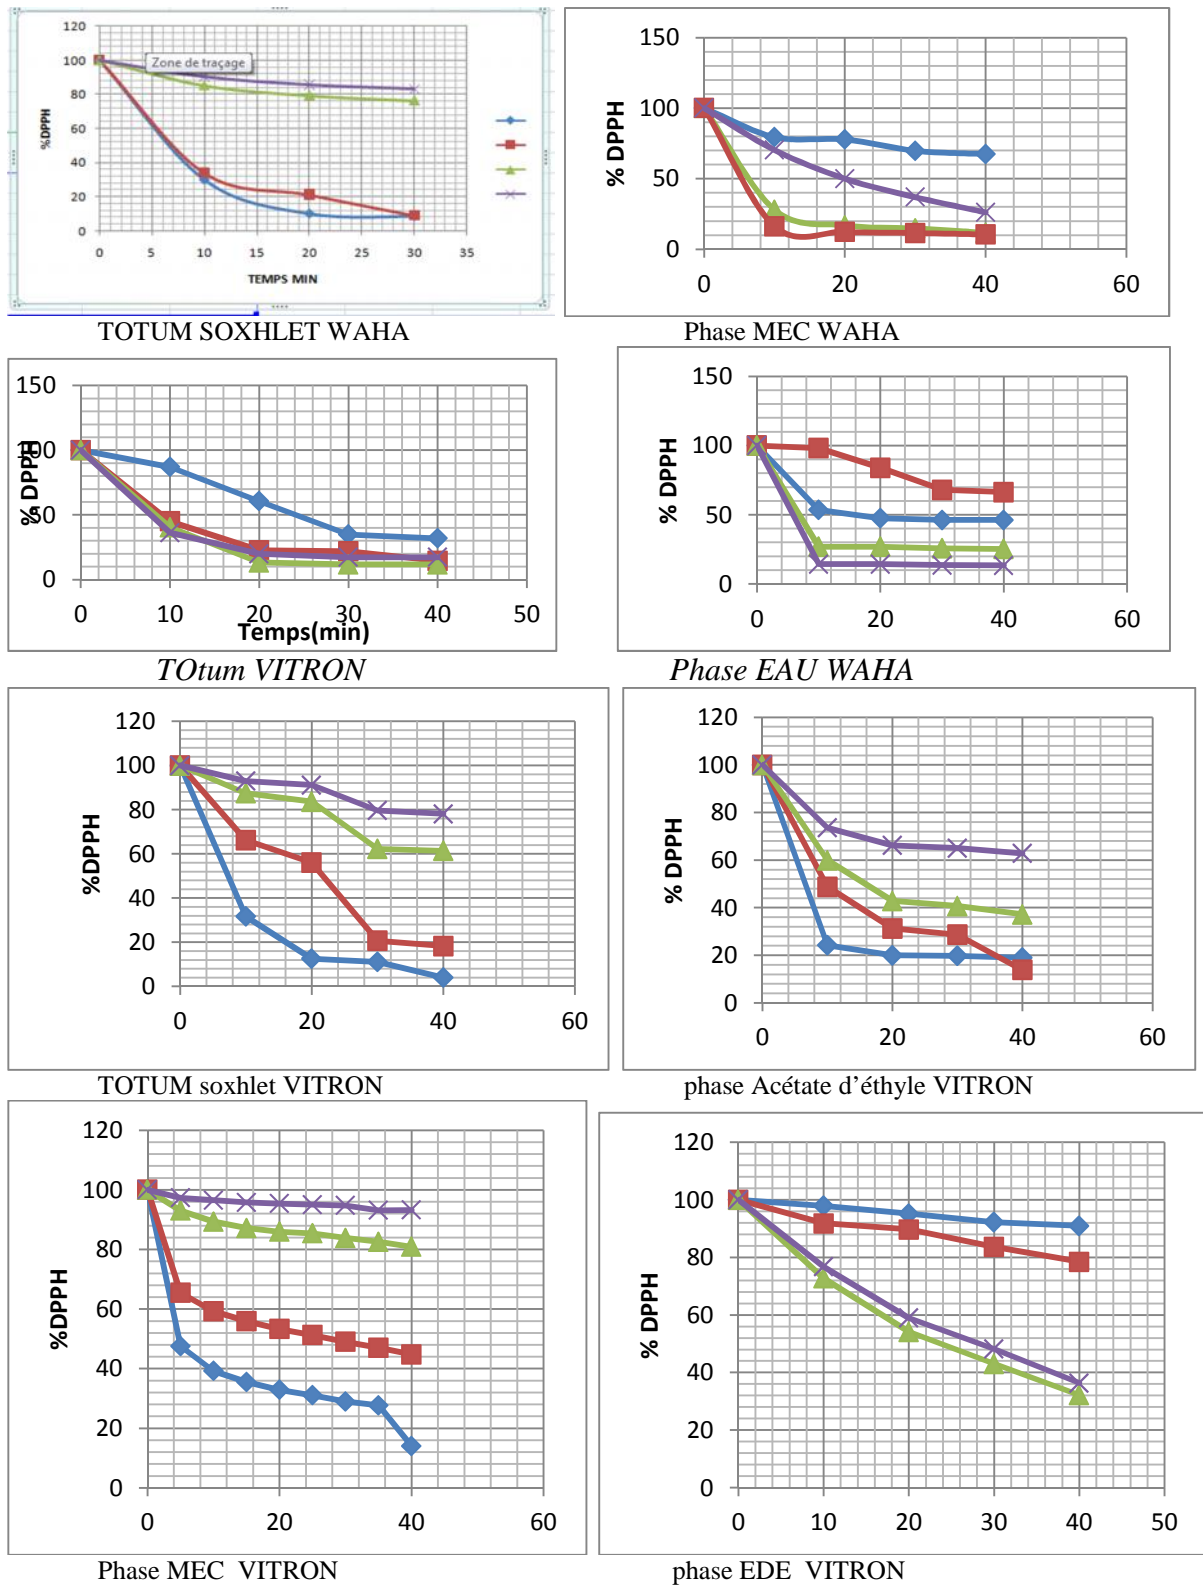 120
100
80
60
40
20
0
%DPPH
Zone de traçage
0 5 10 15 20 25 30 35
TEMPS MIN
TOTUM SOXHLET WAHA
150
100
50
0
% DPPH
0 20 40 60
Phase MEC WAHA
150
100
50
0
% DPPH
0 10 20 30 40 50
Temps(min)
TOtum VITRON
150
100
50
0
% DPPH
0 20 40 60
Phase EAU WAHA
120
100
80
60
40
20
0
%DPPH
0 20 40 60
TOTUM soxhlet VITRON
120
100
80
60
40
20
0
% DPPH
0 20 40 60
phase Acétate d’éthyle VITRON
120
100
80
60
40
20
0
%DPPH
0 20 40 60
Phase MEC VITRON
120
100
80
60
40
20
0
% DPPH
0 10 20 30 40 50
phase EDE VITRON